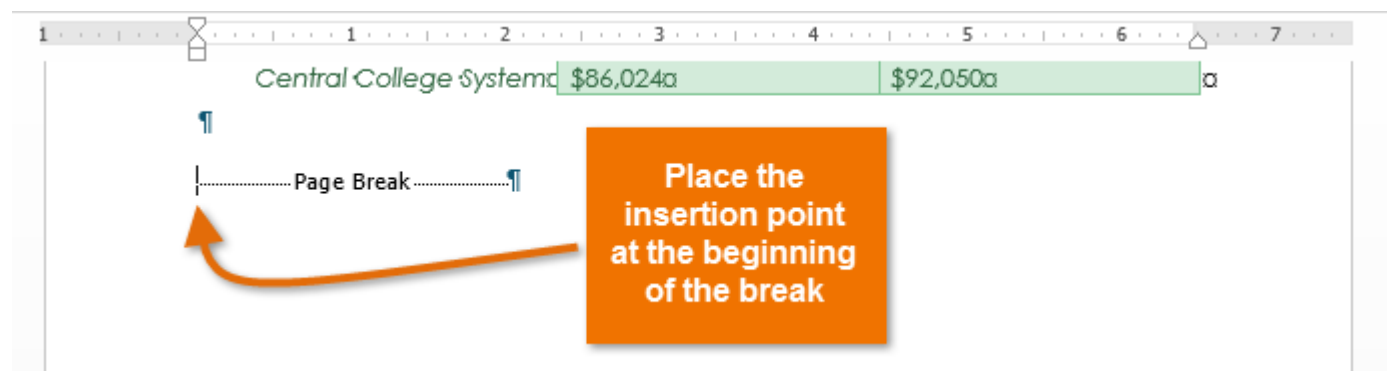 1 1 2 3 4 5 6 7
Central·College·System¤ $86,024¤ $92,050¤ ¤
¶
Page Break ¶
Place the
insertion point
at the beginning
of the break